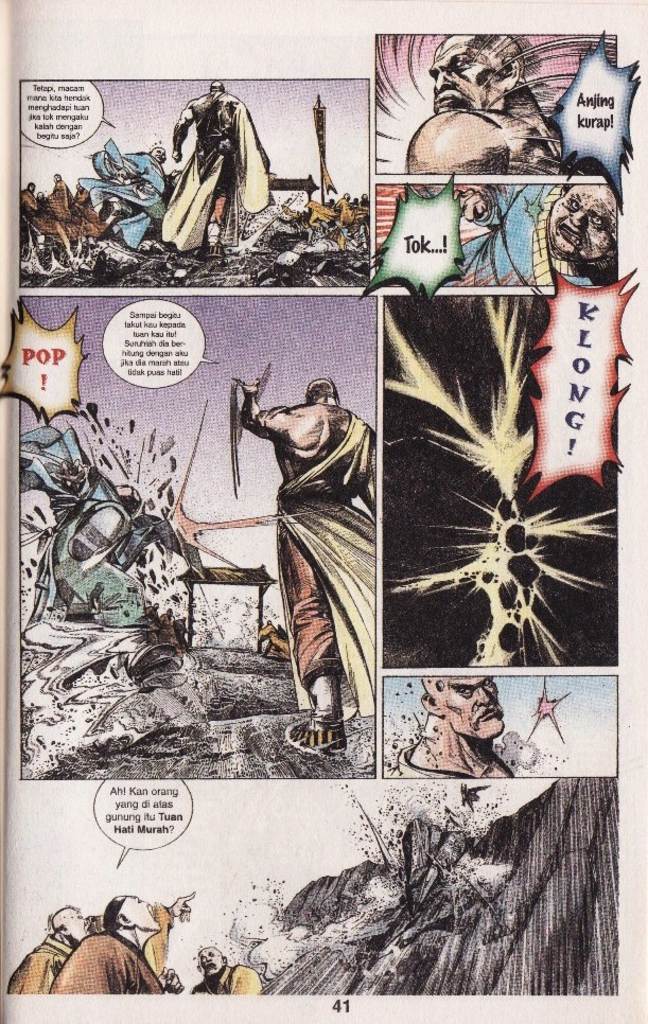 Tetapi, macam
mana kita hendak
menghadapi tuan
jika tok mengaku
kalah dengan
begitu saja?
Anjing
kurap!
Tok...!
POP
!
Sampai begitu
takut kau kepada
tuan kau itu!
Suruhlah dia ber-
hitung dengan aku
jika dia marah atau
tidak puas hati!
KLONG!
Ah! Kan orang
yang di atas
gunung itu Tuan
Hati Murah?
41